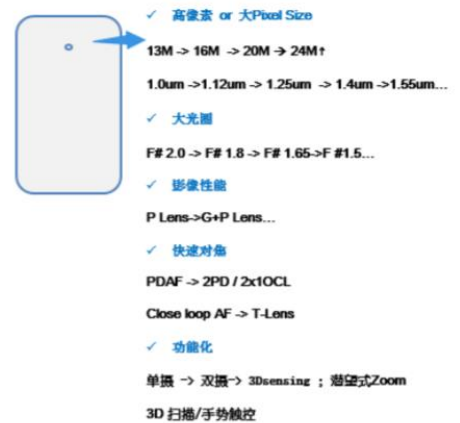 ✓ 高像素 or 大Pixel Size
13M -> 16M -> 20M → 24M↑
1.0um ->1.12um -> 1.25um -> 1.4um ->1.55um...
✓ 大光圈
F# 2.0 -> F# 1.8 -> F# 1.65->F #1.5...
✓ 影像性能
P Lens->G+P Lens...
✓ 快速对焦
PDAF -> 2PD / 2x1OCL
Close loop AF -> T-Lens
✓ 功能化
单摄 -> 双摄-> 3Dsensing ；潜望式Zoom
3D 扫描/手势触控